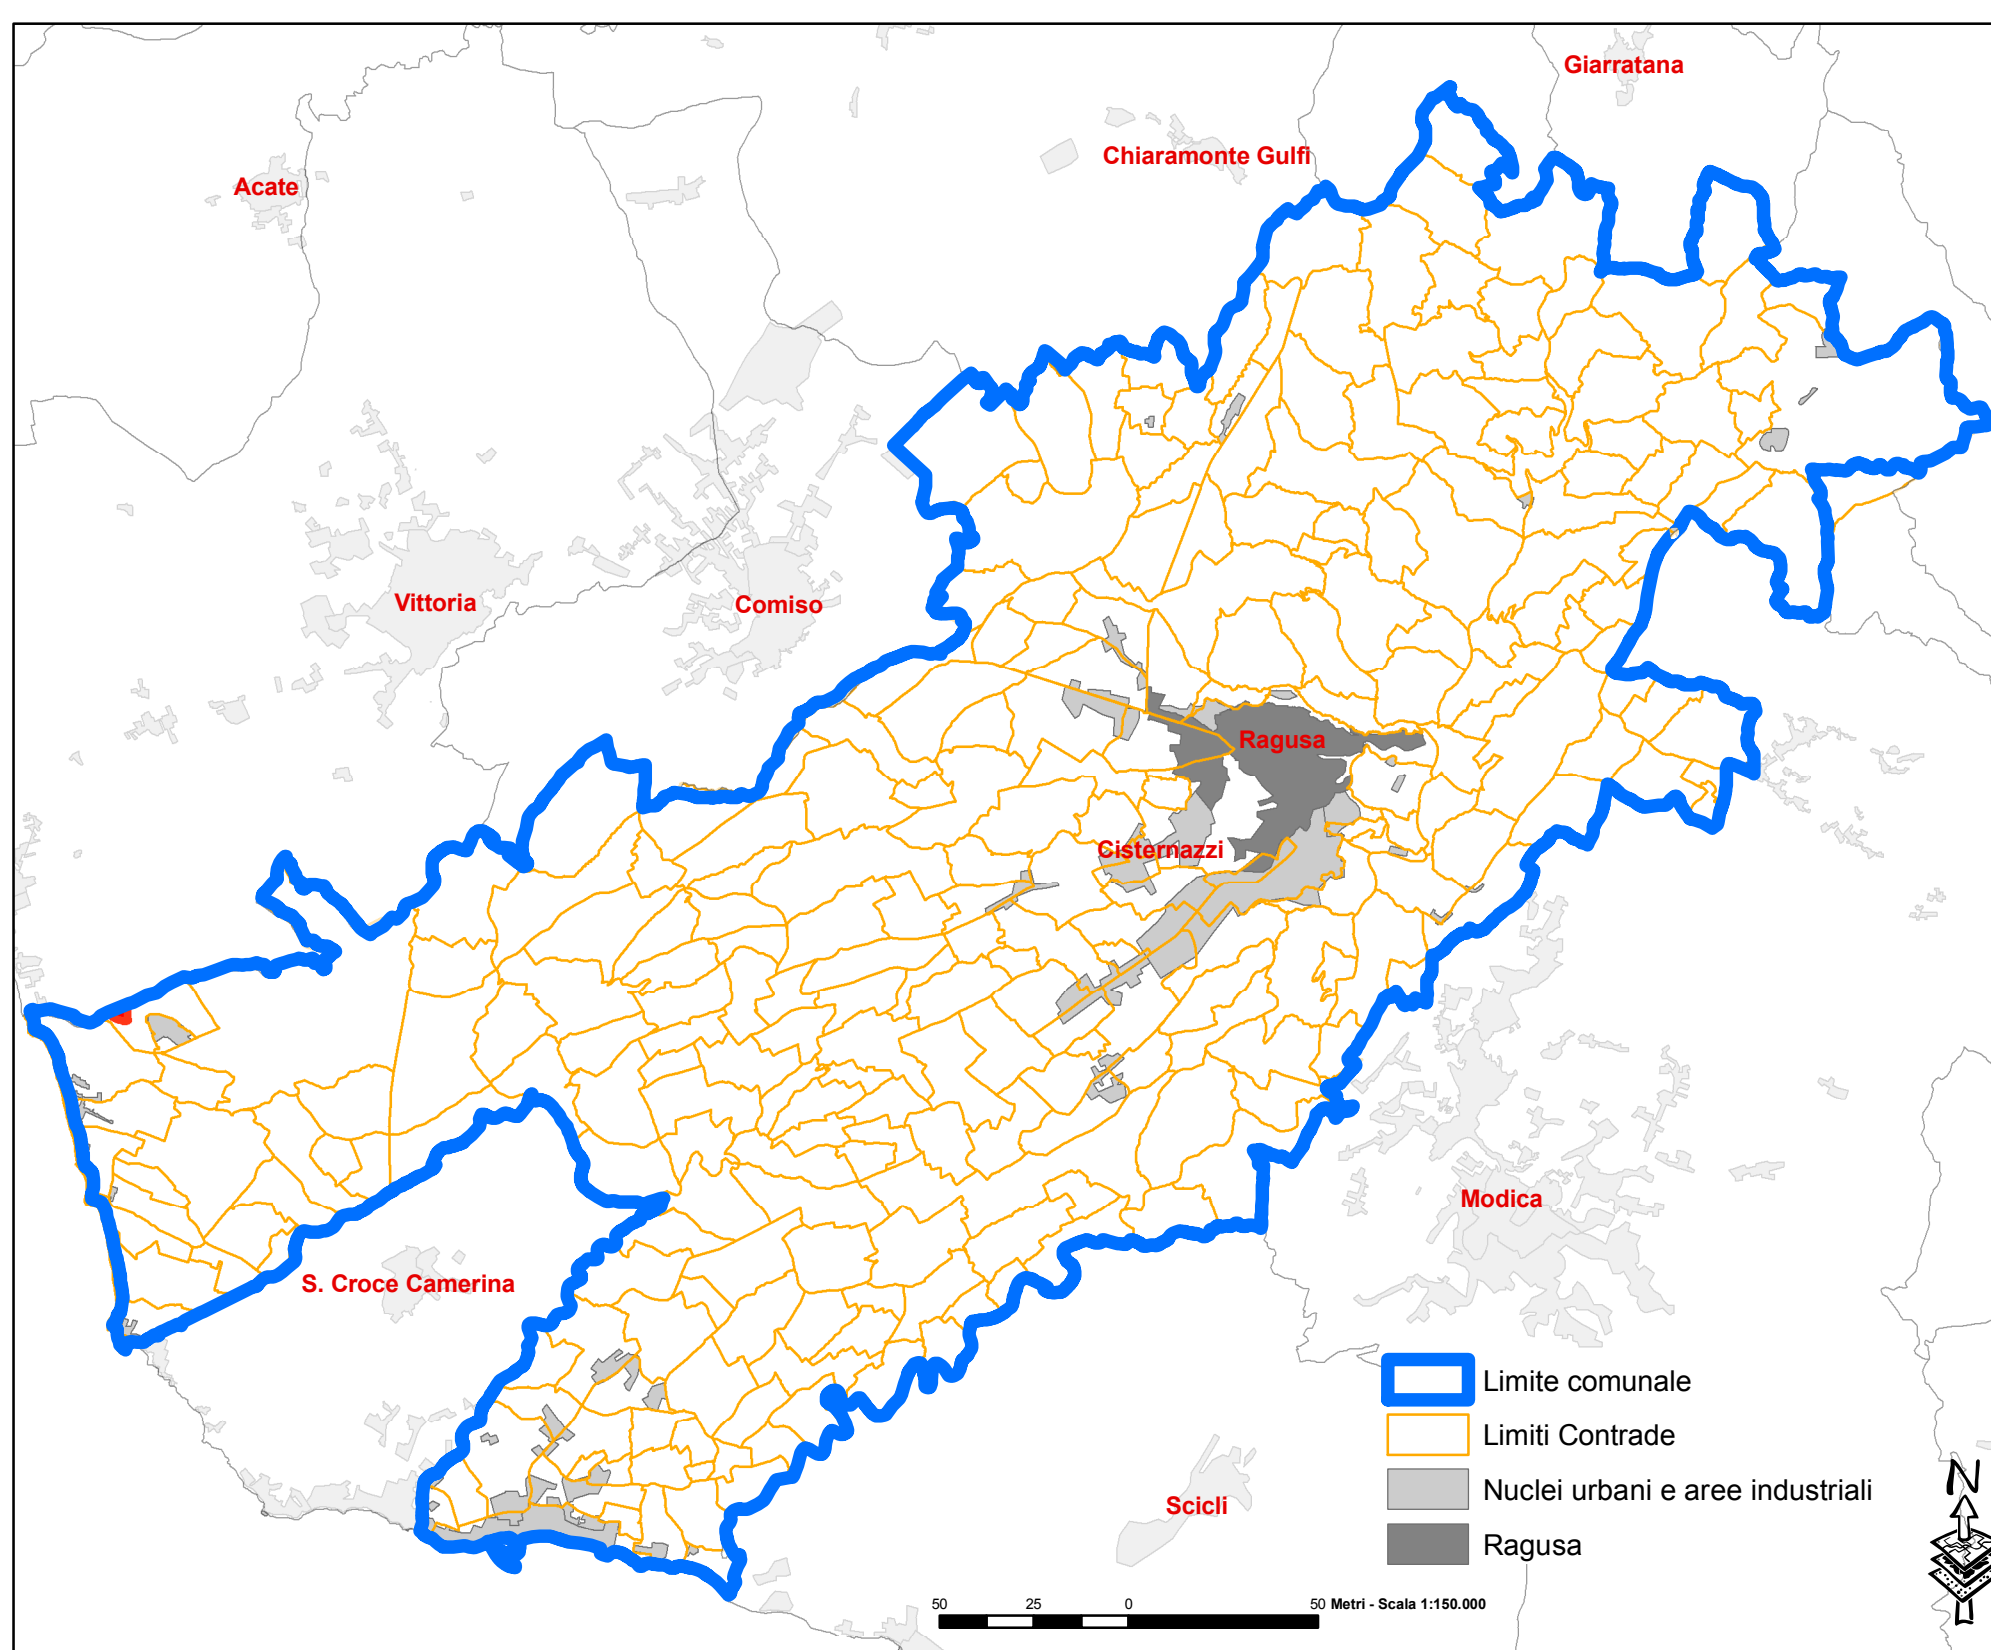 Giarratana
Chiaramonte Gulfi
Acate
Vittoria
Comiso
Ragusa
Cisternazzi
Modica
S. Croce Camerina
Scicli
Limite comunale
Limiti Contrade
Nuclei urbani e aree industriali
Ragusa
N
50 25 0 50 Metri - Scala 1:150.000